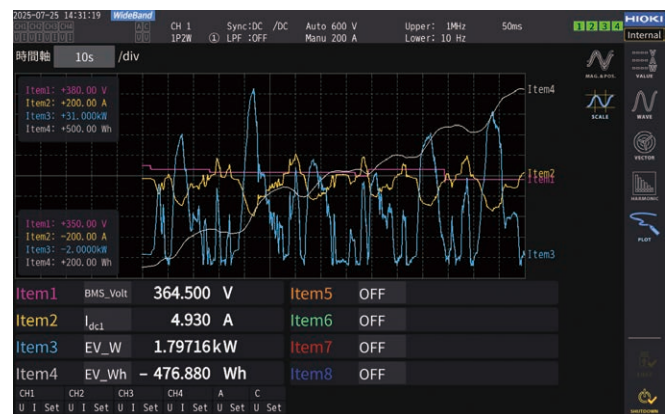 2025-07-25 14:31:19 WideBand
CH1 CH2 CH3 CH4 A C CH 1 Sync:DC /DC Auto 600 V Upper: 1MHz 50ms 1 2 3 4 HIOKI
U I U I U I U I 1P2W ① LPF :OFF Manu 200 A Lower: 10 Hz Internal
時間軸 10s /div
MAG.&POS. VALUE
Item1: +380.00 V
Item2: +200.00 A
Item3: +31.000kW
Item4: +500.00 Wh
Item4
SCALE WAVE
VECTOR
Item2
Item1
HARMONIC
Item1: +350.00 V
Item2: -200.00 A
Item3: -2.0000kW
Item4: +200.00 Wh
Item3
PLOT
Item1 BMS_Volt 364.500 V Item5 OFF
Item2 Idc1 4.930 A Item6 OFF
Item3 EV_W 1.79716kW Item7 OFF
Item4 EV_Wh - 476.880 Wh Item8 OFF
CH1 CH2 CH3 CH4 A C
U I Set U I Set U I Set U I Set U Set U Set
SHUTDOWN